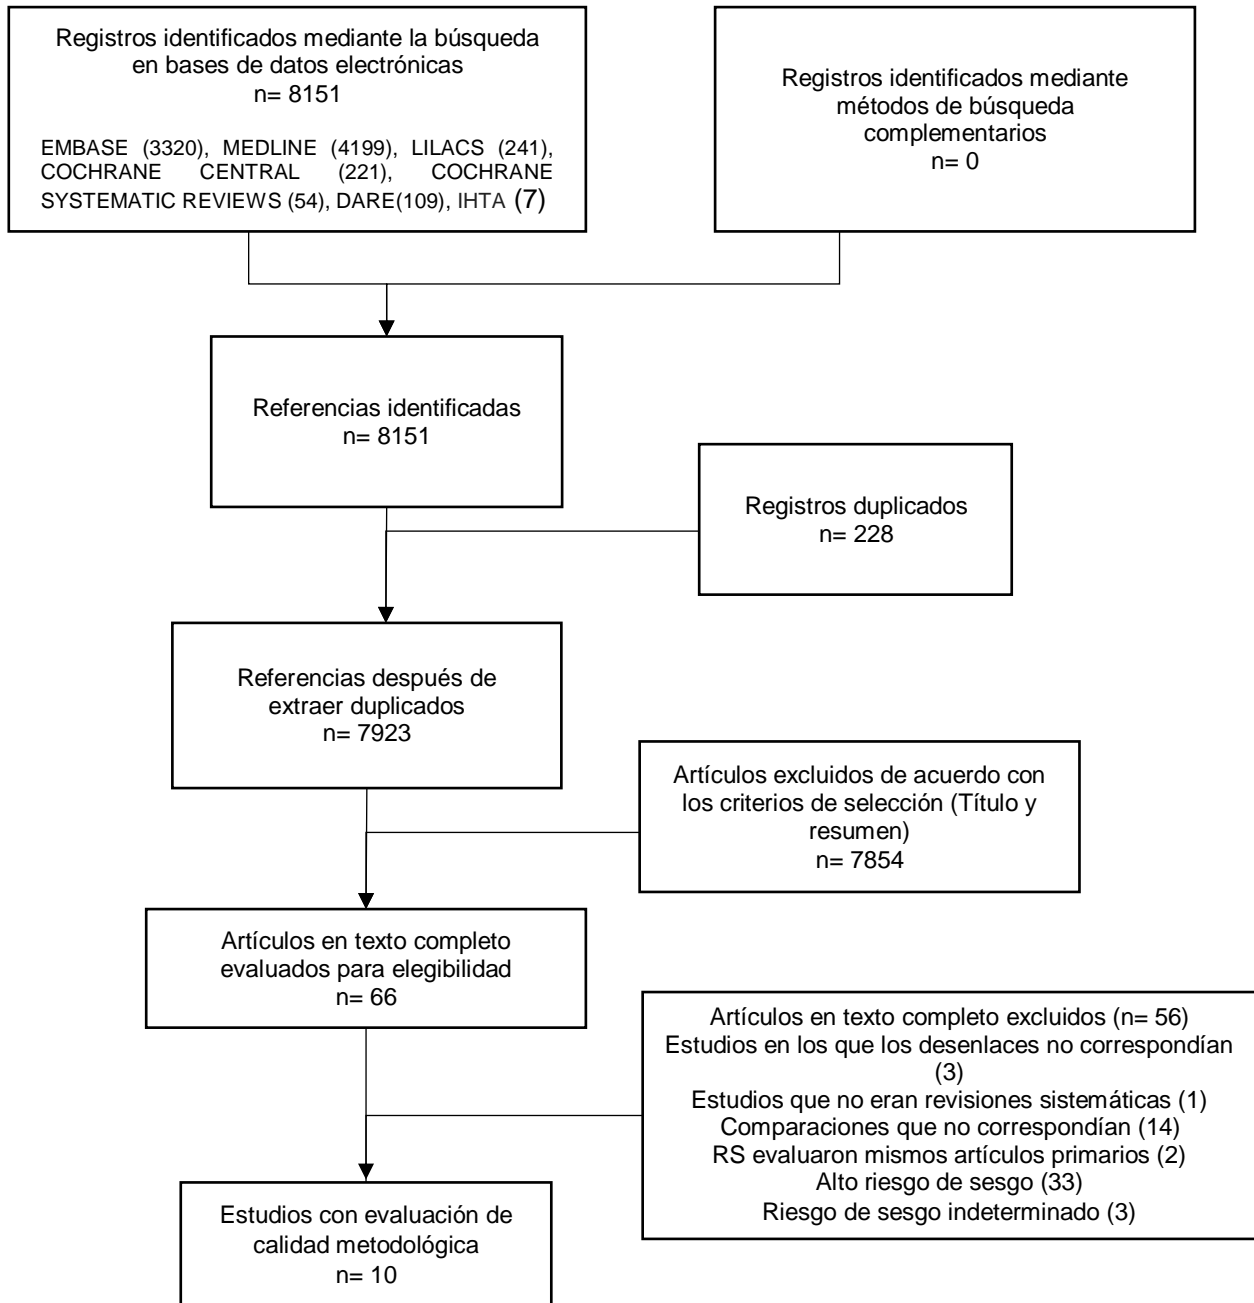 Registros identificados mediante la búsqueda
en bases de datos electrónicas
n= 8151
EMBASE (3320), MEDLINE (4199), LILACS (241),
COCHRANE CENTRAL (221), COCHRANE
SYSTEMATIC REVIEWS (54), DARE(109), IHTA (7)
Registros identificados mediante
métodos de búsqueda
complementarios
n= 0
Referencias identificadas
n= 8151
Registros duplicados
n= 228
Referencias después de
extraer duplicados
n= 7923
Artículos excluidos de acuerdo con
los criterios de selección (Título y
resumen)
n= 7854
Artículos en texto completo
evaluados para elegibilidad
n= 66
Artículos en texto completo excluidos (n= 56)
Estudios en los que los desenlaces no correspondían
(3)
Estudios que no eran revisiones sistemáticas (1)
Comparaciones que no correspondían (14)
RS evaluaron mismos artículos primarios (2)
Alto riesgo de sesgo (33)
Riesgo de sesgo indeterminado (3)
Estudios con evaluación de
calidad metodológica
n= 10